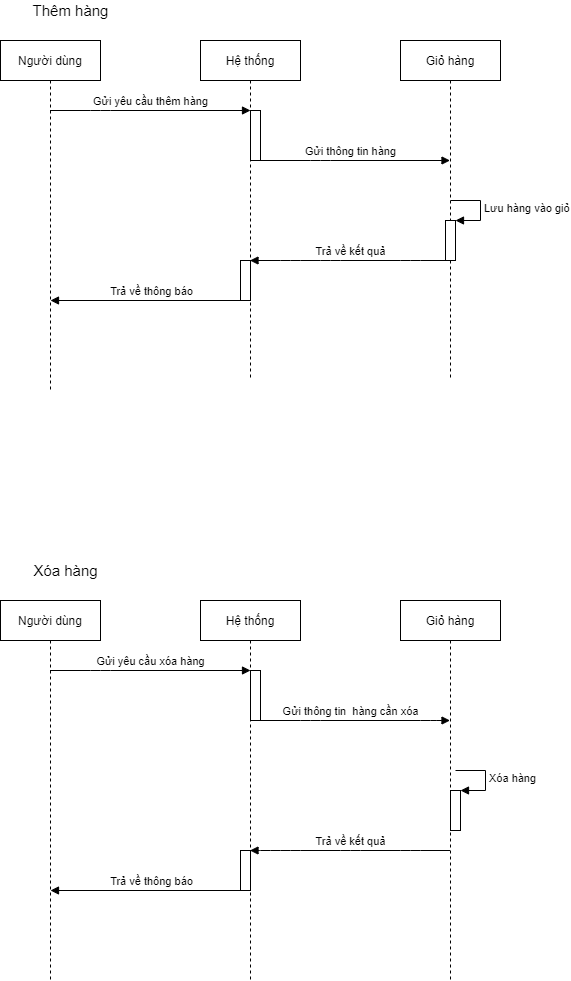 Thêm hàng
Người dùng
Hệ thống
Giỏ hàng
Gửi yêu cầu thêm hàng
Gửi thông tin hàng
Lưu hàng vào giỏ
Trả về kết quả
Trả về thông báo
Xóa hàng
Người dùng
Hệ thống
Giỏ hàng
Gửi yêu cầu xóa hàng
Gửi thông tin  hàng cần xóa
Xóa hàng
Trả về kết quả
Trả về thông báo